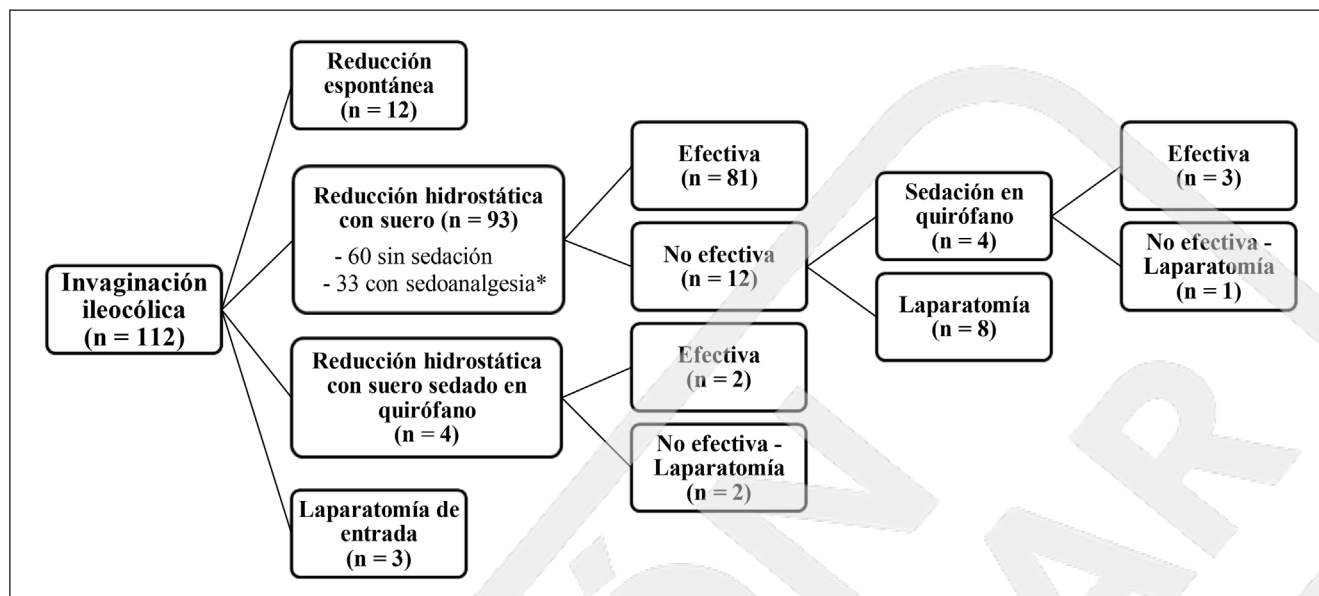 Invaginación
ileocólica
(n = 112)
Reducción
espontánea
(n = 12)
Reducción hidrostática
con suero (n = 93)
- 60 sin sedación
- 33 con sedoanalgesia*
Reducción hidrostática
con suero sedado en
quirófano
(n = 4)
Laparatomía de
entrada
(n = 3)
Efectiva
(n = 81)
No efectiva
(n = 12)
Efectiva
(n = 2)
No efectiva -
Laparatomía
(n = 2)
Sedación en
quirófano
(n = 4)
Laparatomía
(n = 8)
Efectiva
(n = 3)
No efectiva -
Laparatomía
(n = 1)